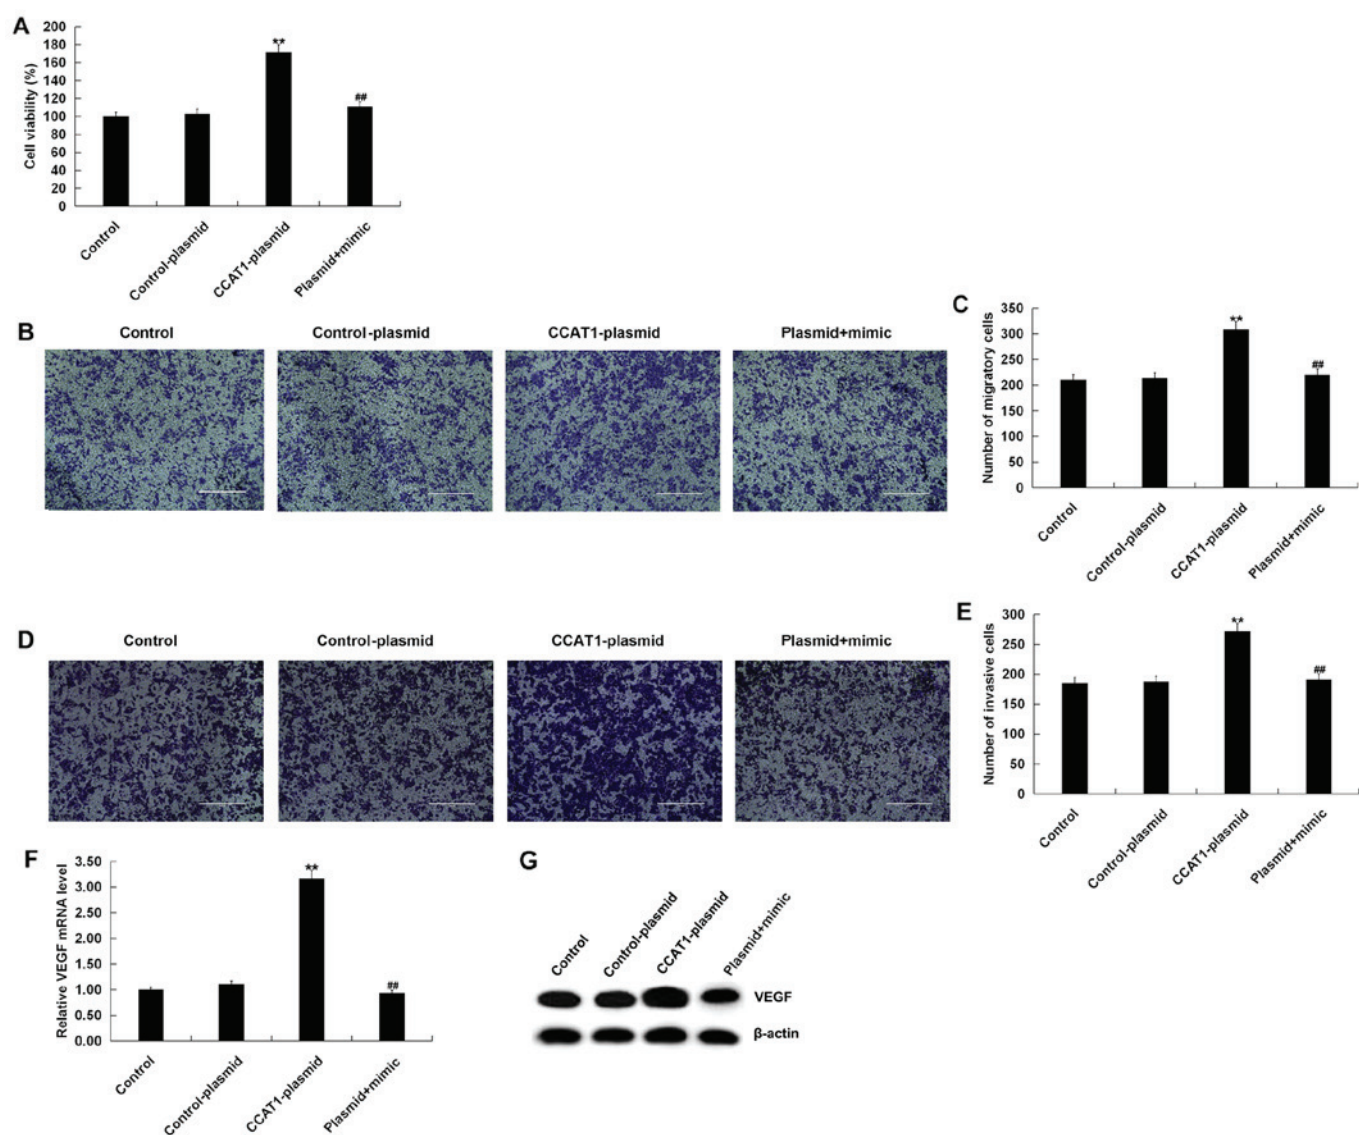 A
Cell viability (%)
200
180
160
140
120
100
80
60
40
20
0
**
##
Control
Control-plasmid
CCAT1-plasmid
Plasmid+mimic
B
Control
Control-plasmid
CCAT1-plasmid
Plasmid+mimic
C
Number of migratory cells
350
300
250
200
150
100
50
0
**
##
Control
Control-plasmid
CCAT1-plasmid
Plasmid+mimic
D
Control
Control-plasmid
CCAT1-plasmid
Plasmid+mimic
E
Number of invasive cells
300
250
200
150
100
50
0
**
##
Control
Control-plasmid
CCAT1-plasmid
Plasmid+mimic
F
Relative VEGF mRNA level
3.50
3.00
2.50
2.00
1.50
1.00
0.50
0.00
**
##
Control
Control-plasmid
CCAT1-plasmid
Plasmid+mimic
G
Control
Control-plasmid
CCAT1-plasmid
Plasmid+mimic
VEGF
β-actin